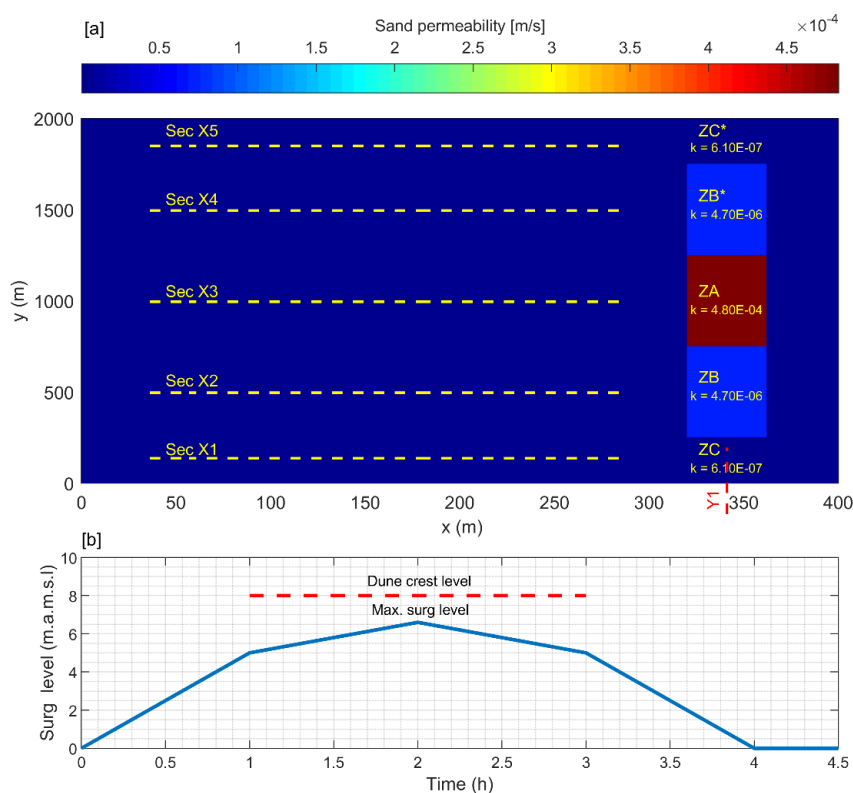 [a]
Sand permeability [m/s]
×10⁻⁴
0.5 1 1.5 2 2.5 3 3.5 4 4.5
2000
1500
1000
500
0
y (m)
Sec X5
Sec X4
Sec X3
Sec X2
Sec X1
ZC*
k = 6.10E-07
ZB*
k = 4.70E-06
ZA
k = 4.80E-04
ZB
k = 4.70E-06
ZC
k = 6.10E-07
Y1
0 50 100 150 200 250 300 350 400
x (m)
[b]
10
8
6
4
2
0
Surg level (m.a.m.s.l)
Dune crest level
Max. surg level
0 0.5 1 1.5 2 2.5 3 3.5 4 4.5
Time (h)